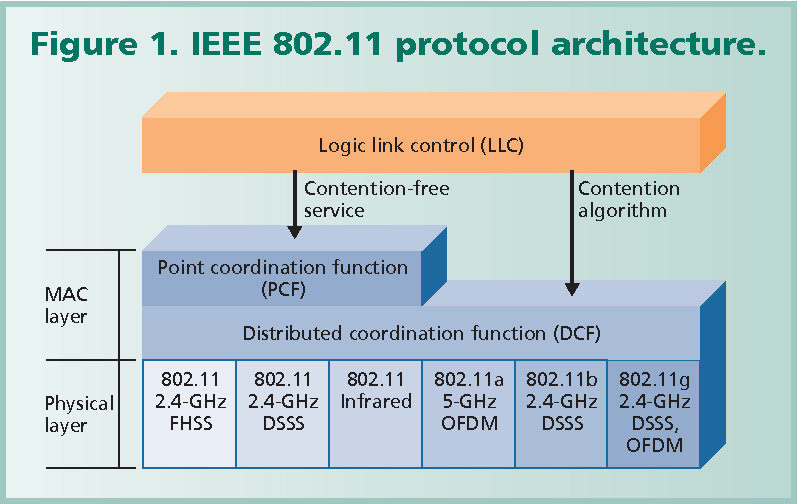 Figure 1. IEEE 802.11 protocol architecture.
Logic link control (LLC)
Contention-free
service
Contention
algorithm
Point coordination function
(PCF)
MAC
layer
Distributed coordination function (DCF)
Physical
layer
802.11
2.4-GHz
FHSS
802.11
2.4-GHz
DSSS
802.11
Infrared
802.11a
5-GHz
OFDM
802.11b
2.4-GHz
DSSS
802.11g
2.4-GHz
DSSS,
OFDM